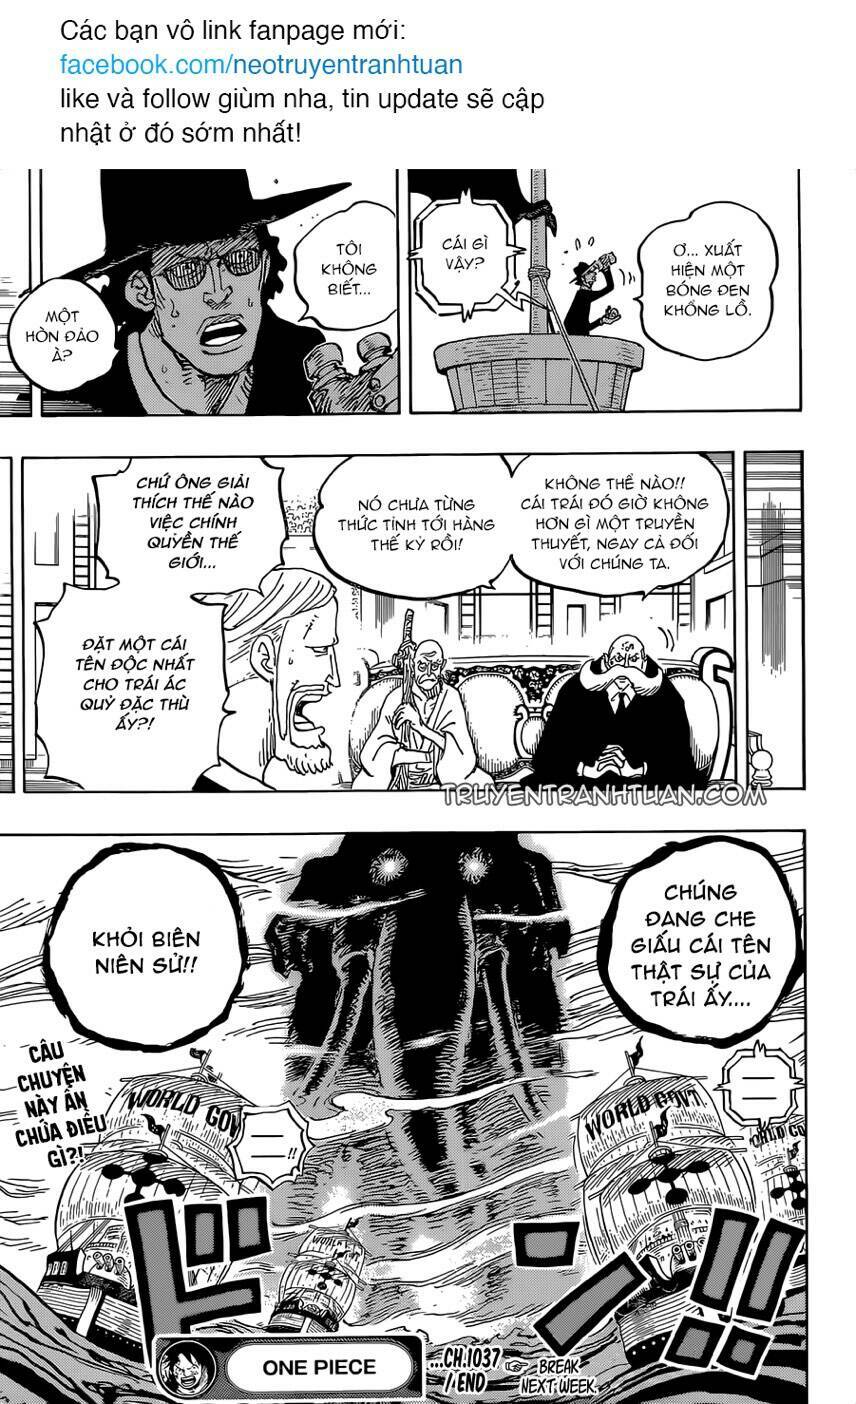 Các bạn vô link fanpage mới:
facebook.com/neotruyentranhtuan
like và follow giùm nha, tin update sẽ cập
nhật ở đó sớm nhất!
Ơ... XUẤT
HIỆN MỘT
BÓNG ĐEN
KHỔNG LỒ.
CÁI GÌ
VẬY?
TÔI
KHÔNG
BIẾT...
MỘT
HÒN ĐẢO
À?
KHÔNG THỂ NÀO!!
CÁI TRÁI ĐÓ GIỜ KHÔNG
HƠN GÌ MỘT TRUYỀN
THUYẾT, NGAY CẢ ĐỐI
VỚI CHÚNG TA.
NÓ CHƯA TỪNG
THỨC TỈNH TỚI HÀNG
THẾ KỶ RỒI!
CHỨ ÔNG GIẢI
THÍCH THẾ NÀO
VIỆC CHÍNH
QUYỀN THẾ
GIỚI...
ĐẶT MỘT CÁI
TÊN ĐỘC NHẤT
CHO TRÁI ÁC
QUỶ ĐẶC THÙ
ẤY?!
TRUYENTRANHTUAN.COM
CHÚNG
ĐANG CHE
GIẤU CÁI TÊN
THẬT SỰ CỦA
TRÁI ẤY....
KHỎI BIÊN
NIÊN SỬ!!
CÂU
CHUYỆN
NÀY ẨN
CHỨA ĐIỀU
GÌ?!
WORLD GOV
WORLD GOVT
ORLD GO
WORLD
ドドン!!
ONE PIECE
...CH.1037
/ END
☞ BREAK
NEXT WEEK.